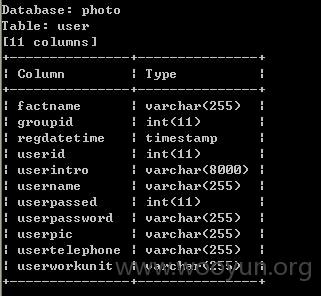 Database: photo
Table: user
[11 columns]
+---------------+---------------+
| Column | Type |
+---------------+---------------+
| factname | varchar(255) |
| groupid | int(11) |
| regdatetime | timestamp |
| userid | int(11) |
| userintro | varchar(8000) |
| username | varchar(255) |
| userpassed | int(11) |
| userpassword | varchar(255) |
| userpic | varchar(255) |
| usertelephone | varchar(255) |
| userworkunit | varchar(255) |
+---------------+---------------+
www.wooyun.org